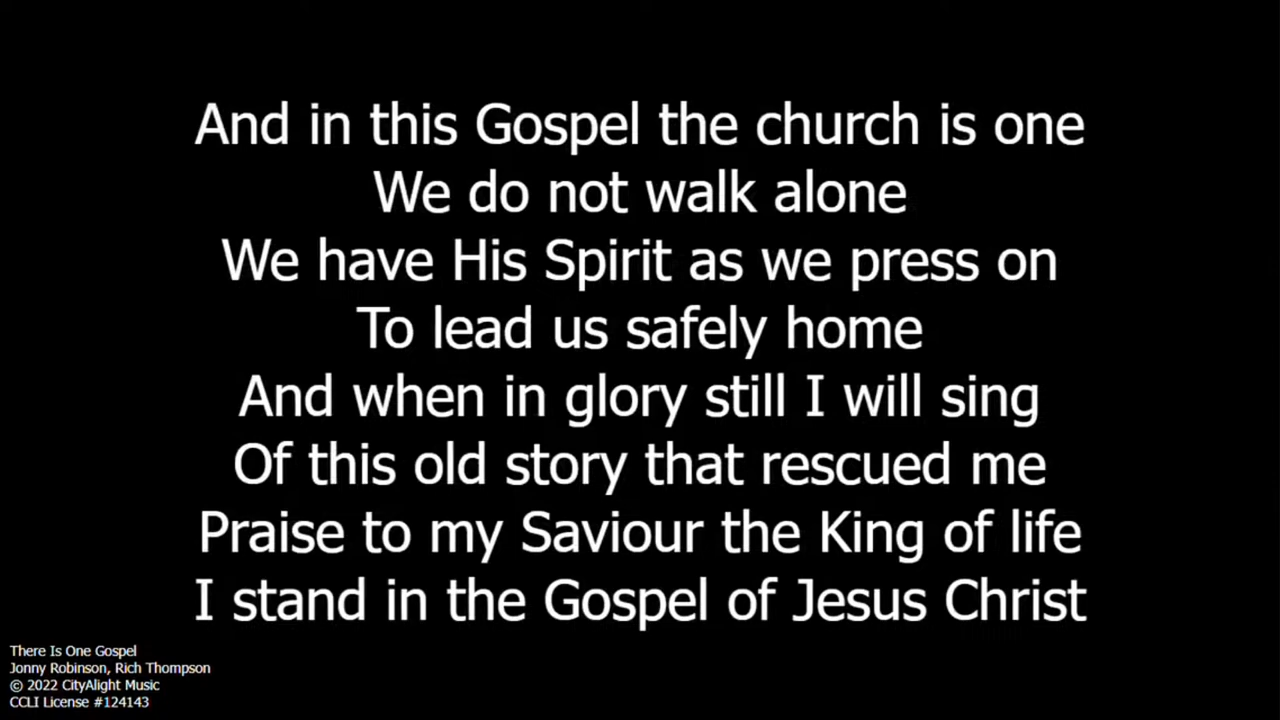 And in this Gospel the church is one
We do not walk alone
We have His Spirit as we press on
To lead us safely home
And when in glory still I will sing
Of this old story that rescued me
Praise to my Saviour the King of life
I stand in the Gospel of Jesus Christ
There Is One Gospel
Jonny Robinson, Rich Thompson
© 2022 CityAlight Music
CCLI License #124143